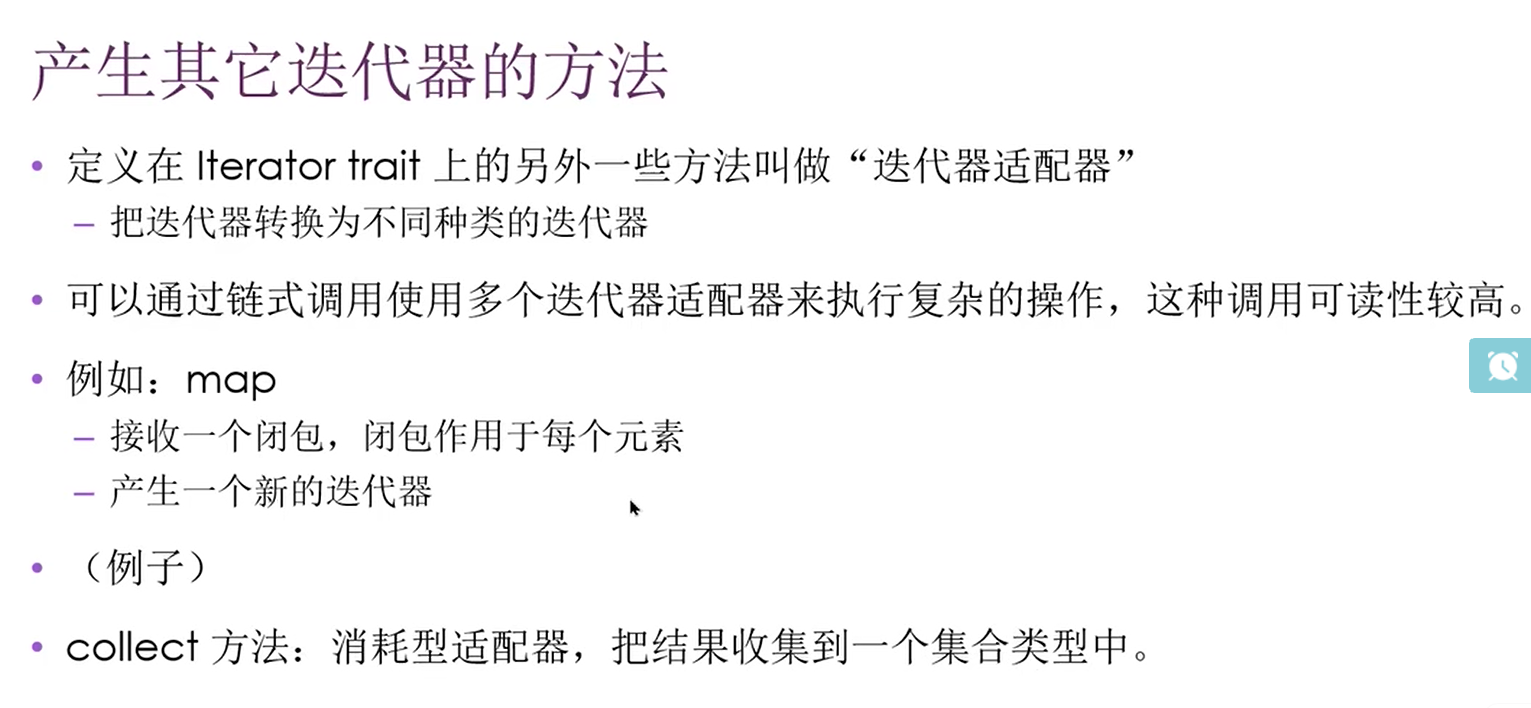 产生其它迭代器的方法
• 定义在 Iterator trait 上的另外一些方法叫做“迭代器适配器”
– 把迭代器转换为不同种类的迭代器
• 可以通过链式调用使用多个迭代器适配器来执行复杂的操作，这种调用可读性较高。
• 例如：map
– 接收一个闭包，闭包作用于每个元素
– 产生一个新的迭代器
• （例子）
• collect 方法：消耗型适配器，把结果收集到一个集合类型中。